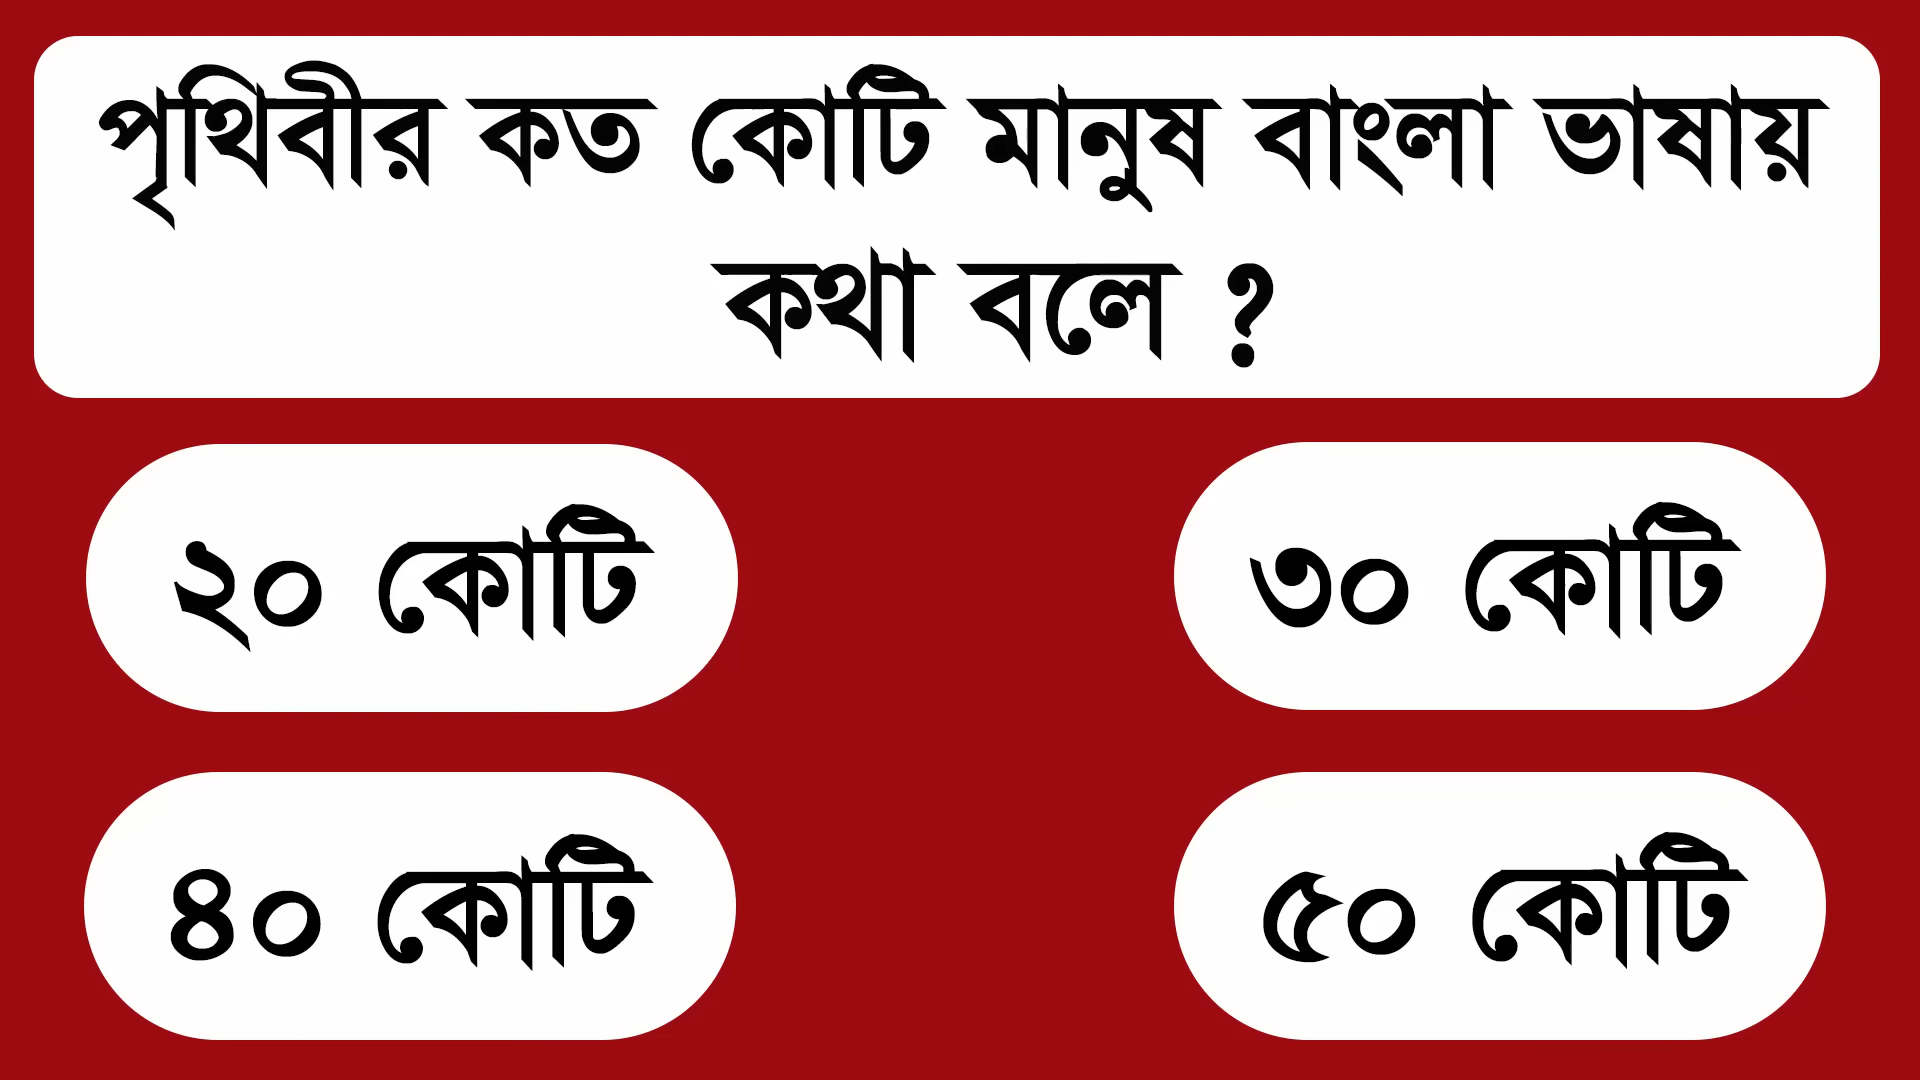 পৃথিবীর কত কোটি মানুষ বাংলা ভাষায়
কথা বলে ?
২০ কোটি
৩০ কোটি
৪০ কোটি
৫০ কোটি